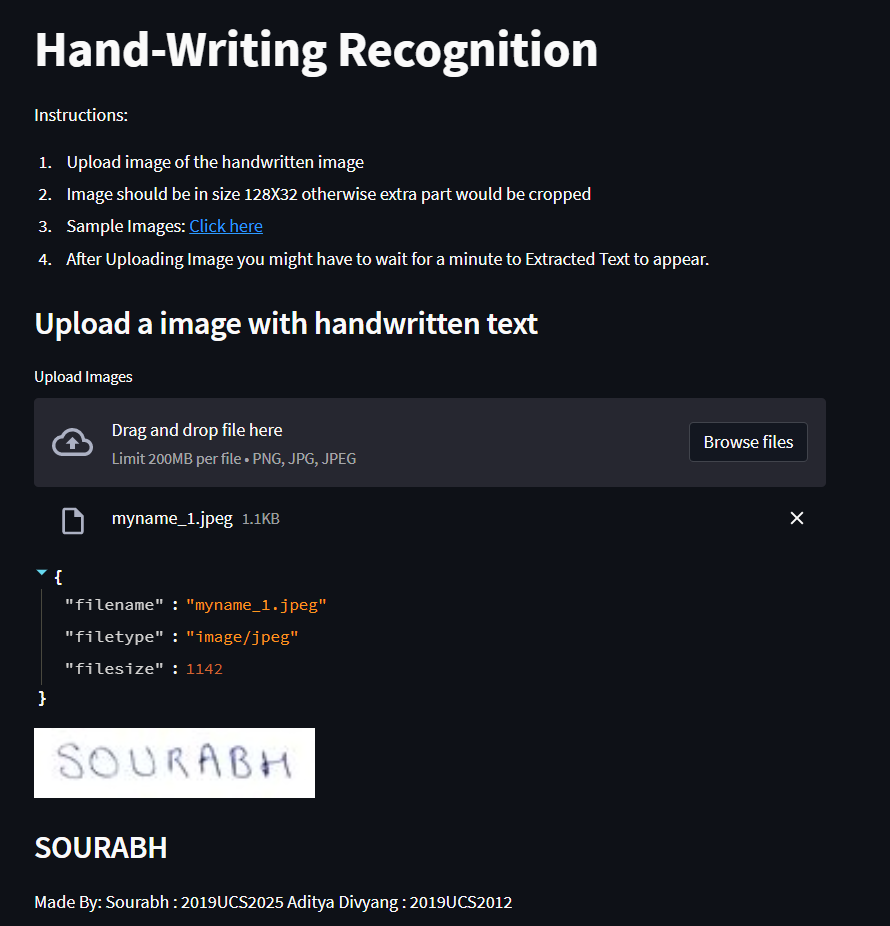 Hand-Writing Recognition
Instructions:
1. Upload image of the handwritten image
2. Image should be in size 128X32 otherwise extra part would be cropped
3. Sample Images: Click here
4. After Uploading Image you might have to wait for a minute to Extracted Text to appear.
Upload a image with handwritten text
Upload Images
Drag and drop file here
Limit 200MB per file • PNG, JPG, JPEG
Browse files
myname_1.jpeg 1.1KB
{
"filename" : "myname_1.jpeg"
"filetype" : "image/jpeg"
"filesize" : 1142
}
SOURABH
SOURABH
Made By: Sourabh : 2019UCS2025 Aditya Divyang : 2019UCS2012